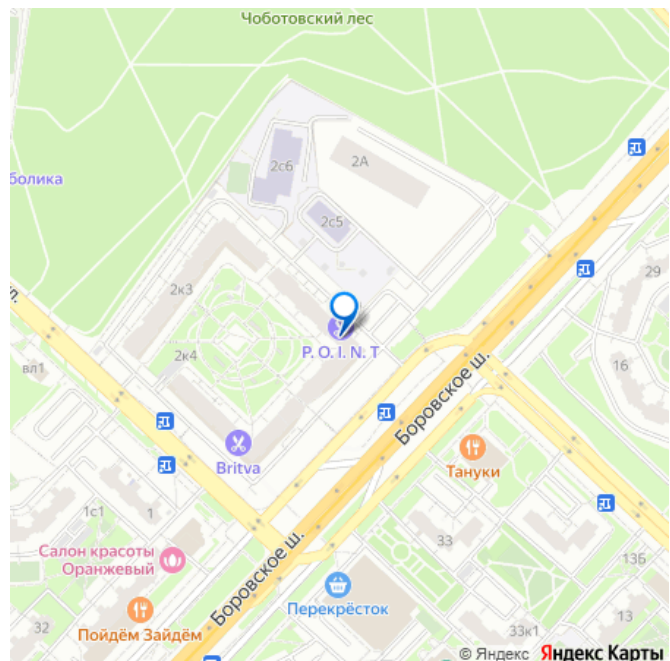 Чоботовский лес
2с6
2А
болика
2с5
2к3
29
л.
P. O. I. N. T
2к4
вл1
16
Боровское ш.
Britva
Тануки
1с1
1
Салон красоты
Оранжевый
33
13Б
Боровское ш.
Перекрёсток
32
Пойдём Зайдём
13
33к1
© Яндекс Яндекс Карты